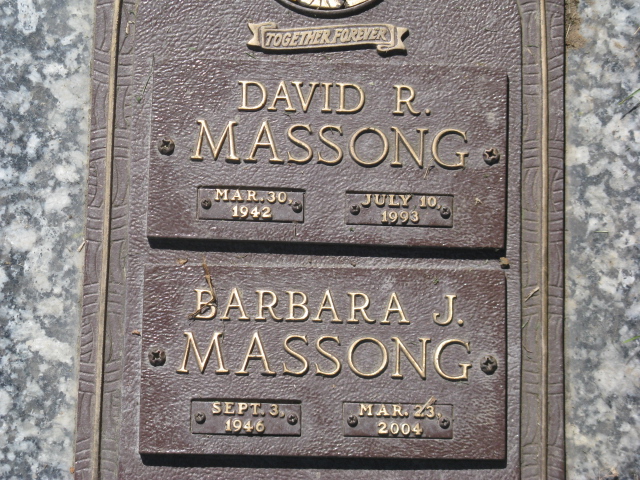 TOGETHER FOREVER
DAVID R.
MASSONG
MAR. 30,
1942
JULY 10,
1993
BARBARA J.
MASSONG
SEPT. 3,
1946
MAR. 23,
2004